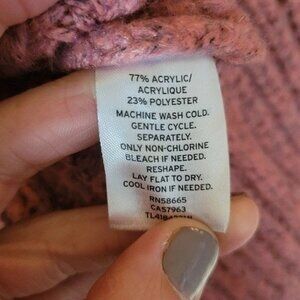 77% ACRYLIC/
ACRYLIQUE
23% POLYESTER
MACHINE WASH COLD.
GENTLE CYCLE.
SEPARATELY.
ONLY NON-CHLORINE
BLEACH IF NEEDED.
RESHAPE.
LAY FLAT TO DRY.
COOL IRON IF NEEDED.
RN58665
CA57963